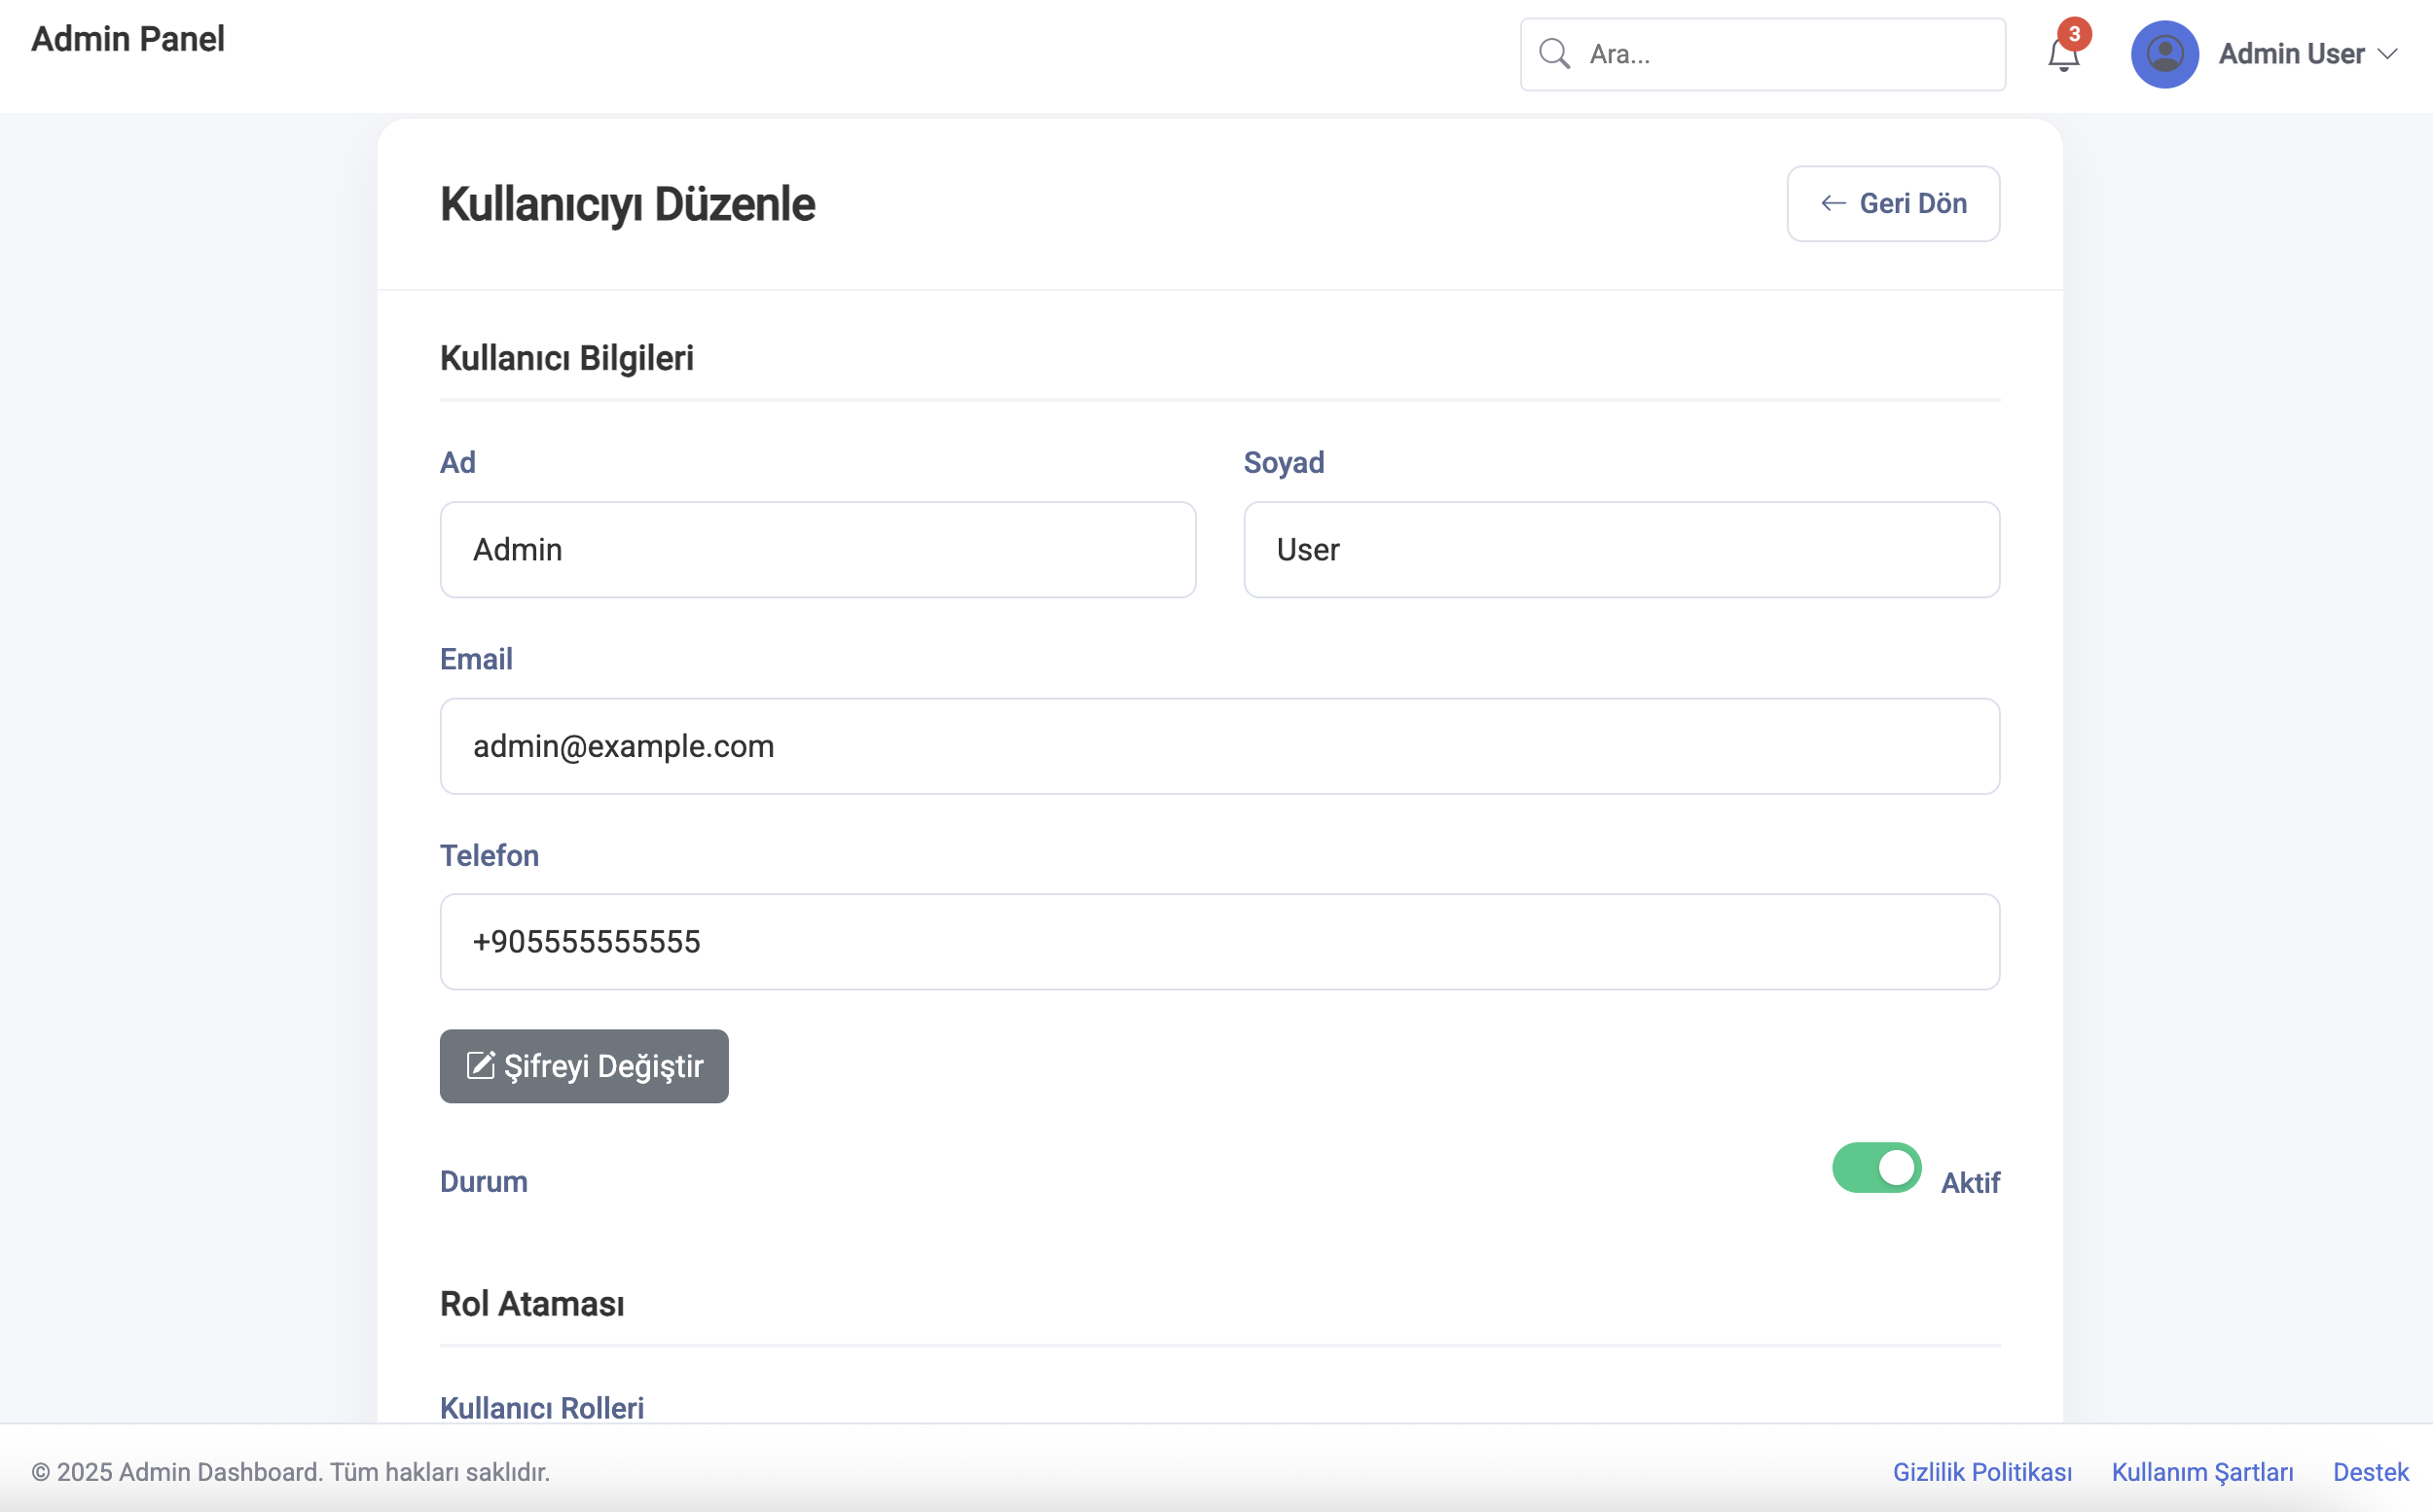 Admin Panel
Ara...
3
Admin User
Kullanıcıyı Düzenle
Geri Dön
Kullanıcı Bilgileri
Ad
Soyad
Admin
User
Email
admin@example.com
Telefon
+905555555555
Şifreyi Değiştir
Durum
Aktif
Rol Ataması
Kullanıcı Rolleri
© 2025 Admin Dashboard. Tüm hakları saklıdır.
Gizlilik Politikası
Kullanım Şartları
Destek